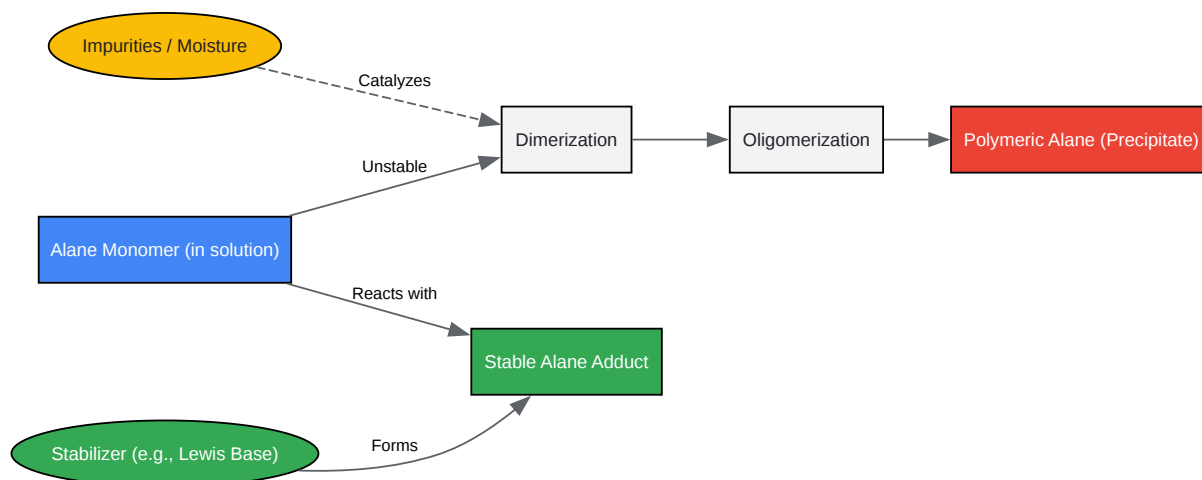 Impurities / Moisture
Catalyzes
Dimerization
Oligomerization
Polymeric Alane (Precipitate)
Unstable
Alane Monomer (in solution)
Reacts with
Stable Alane Adduct
Forms
Stabilizer (e.g., Lewis Base)